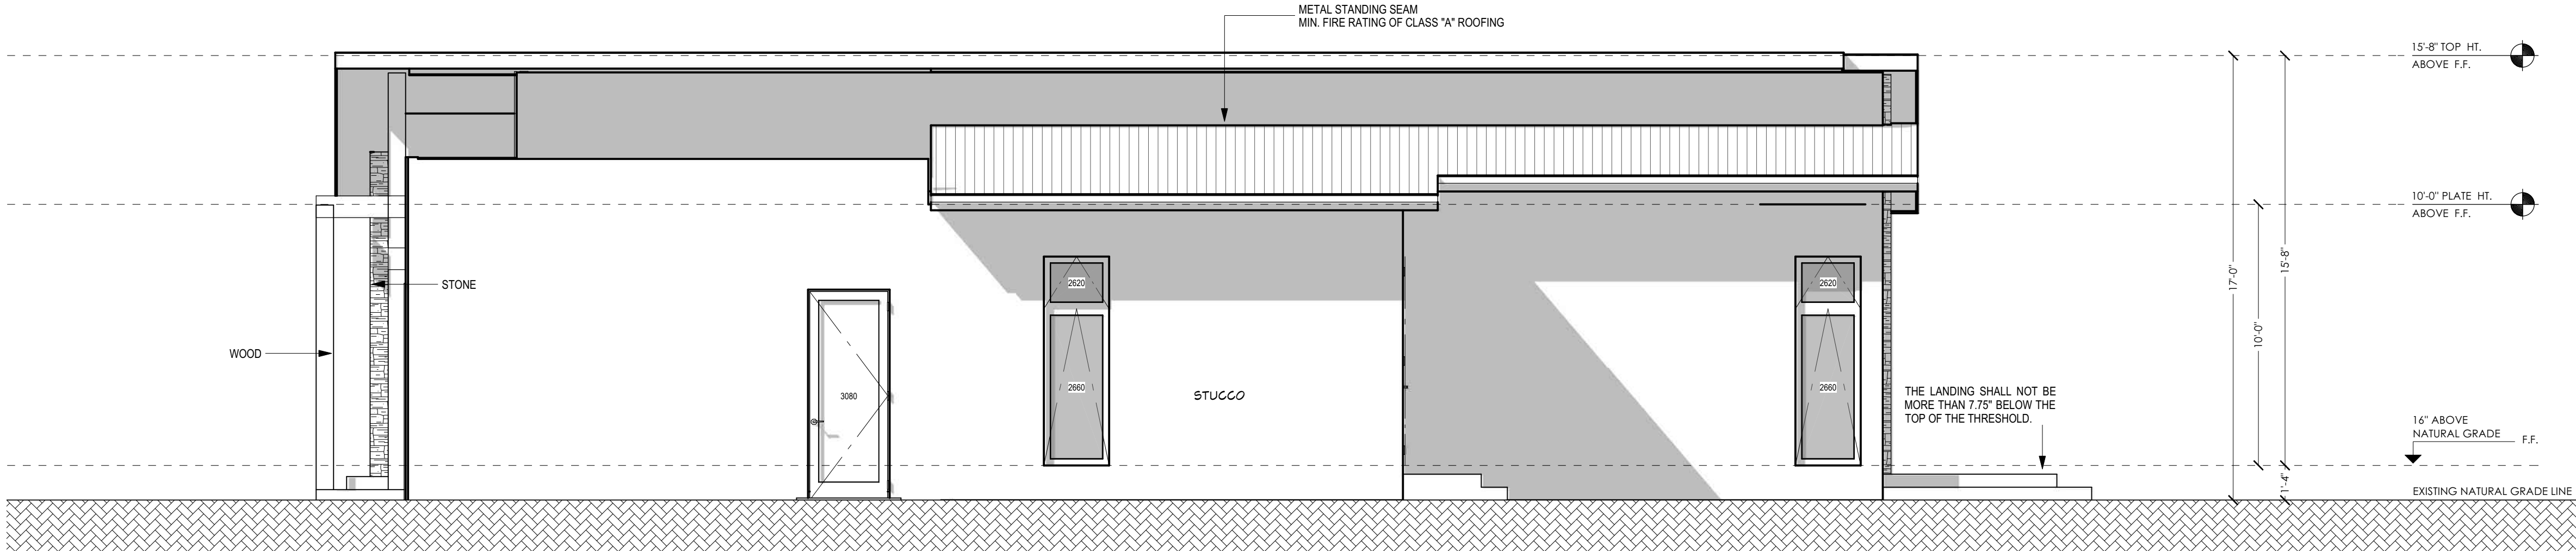 METAL STANDING SEAM
MIN. FIRE RATING OF CLASS "A" ROOFING
15'-8" TOP HT.
ABOVE F.F.
10'-0" PLATE HT.
ABOVE F.F.
STONE
WOOD
2620
2660
3080
STUCCO
2620
2660
THE LANDING SHALL NOT BE
MORE THAN 7.75" BELOW THE
TOP OF THE THRESHOLD.
17'-0"
10'-0"
15'-8"
1'-4"
16" ABOVE
NATURAL GRADE F.F.
EXISTING NATURAL GRADE LINE